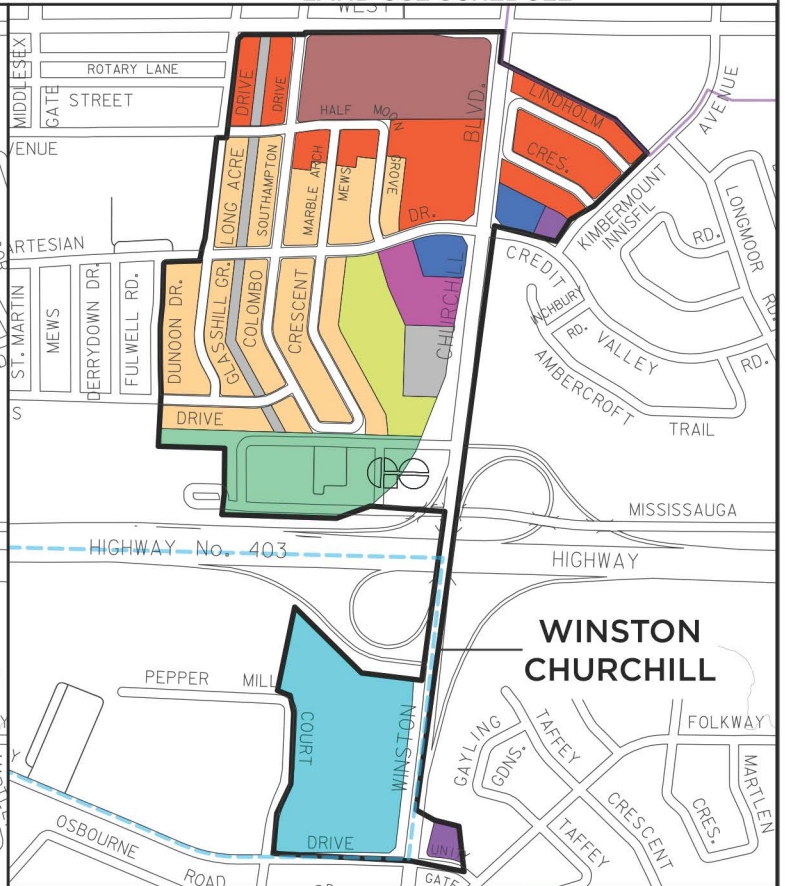 WEST
MIDDLESEX
GATE
ROTARY LANE
STREET
DRIVE
DRIVE
HALF MOON
BLVD.
LINDHOLM
CRES.
AVENUE
VENUE
LONG ACRE
SOUTHAMPTON
MARBLE ARCH
MEWS
GROVE
DR.
KIMBERMOUNT
INNISFIL
RD.
LONGMOOR
RD.
ARTESIAN
ST. MARTIN
MEWS
DERRYDOWN DR.
FULWELL RD.
DUNOON DR.
GLASSHILL GR.
COLOMBO
CRESCENT
CHURCHILL
CREDIT
VALLEY
RD.
INCHBURY
RD.
AMBERCROFT
TRAIL
S
DRIVE
GO
MISSISSAUGA
HIGHWAY No. 403
HIGHWAY
WINSTON
CHURCHILL
PEPPER MILL
COURT
WINSTON
DRIVE
UNITY
GATE
GAYLING
GDNS.
TAFFEY
CRESCENT
TAFFEY
FOLKWAY
MARTLEN
CRES.
OSBOURNE
ROAD
Y